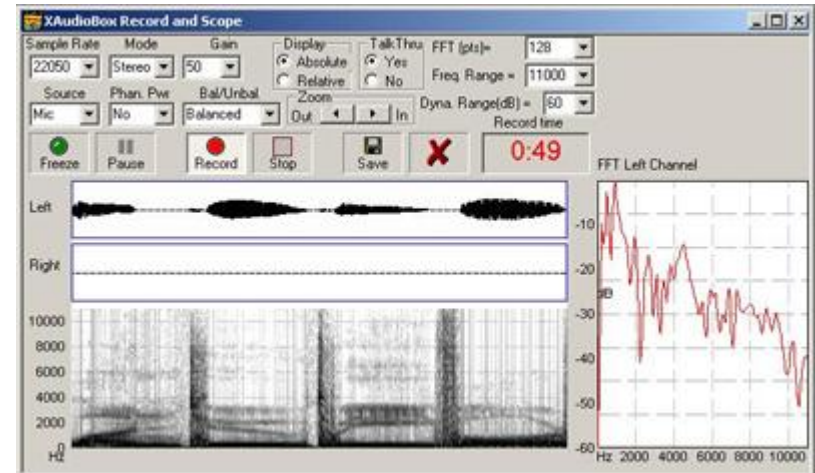 XAudioBox Record and Scope
Sample Rate Mode Gain Display TalkThru FFT (pts)= 128
22050 Stereo 50 Absolute Yes
Relative No Freq. Range = 11000
Source Phan. Pwr Bal/Unbal Zoom Dyna. Range(dB) = 60
Mic No Balanced Out In
Record time
Freeze Pause Record Stop Save 0:49
FFT Left Channel
Left
Right
10000
8000
6000
4000
2000
0
Hz
-10
-20
dB
-30
-40
-50
-60
Hz 2000 4000 6000 8000 10000